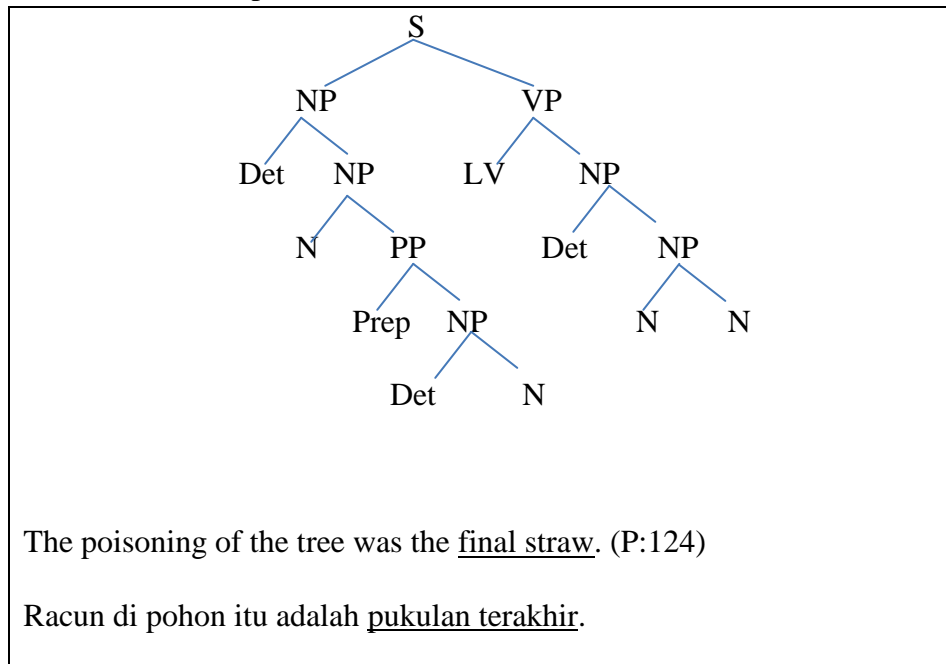 S
NP VP
Det NP LV NP
N PP Det NP
Prep NP N N
Det N
The poisoning of the tree was the final straw. (P:124)
Racun di pohon itu adalah pukulan terakhir.